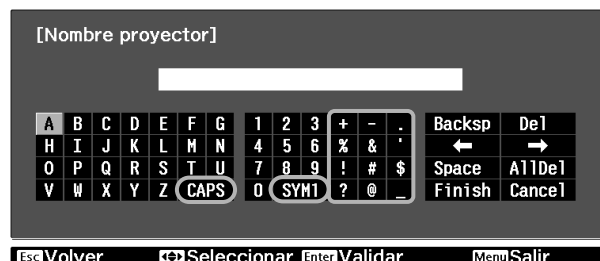 [Nombre proyector]
A B C D E F G 1 2 3 + - . Backsp Del
H I J K L M N 4 5 6 % & ' ← →
O P Q R S T U 7 8 9 ! # $ Space AllDel
V W X Y Z CAPS 0 SYM1 ? @ _ Finish Cancel
Esc Volver Seleccionar Enter Validar Menu Salir